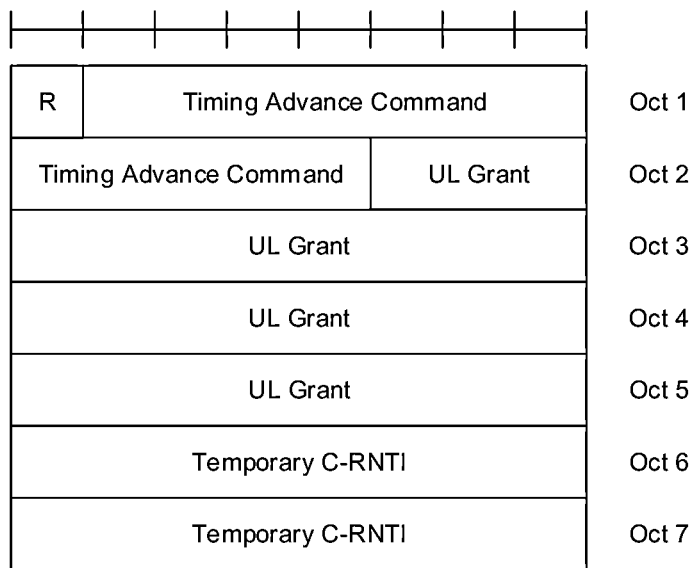 R Timing Advance Command Oct 1
Timing Advance Command UL Grant Oct 2
UL Grant Oct 3
UL Grant Oct 4
UL Grant Oct 5
Temporary C-RNTI Oct 6
Temporary C-RNTI Oct 7